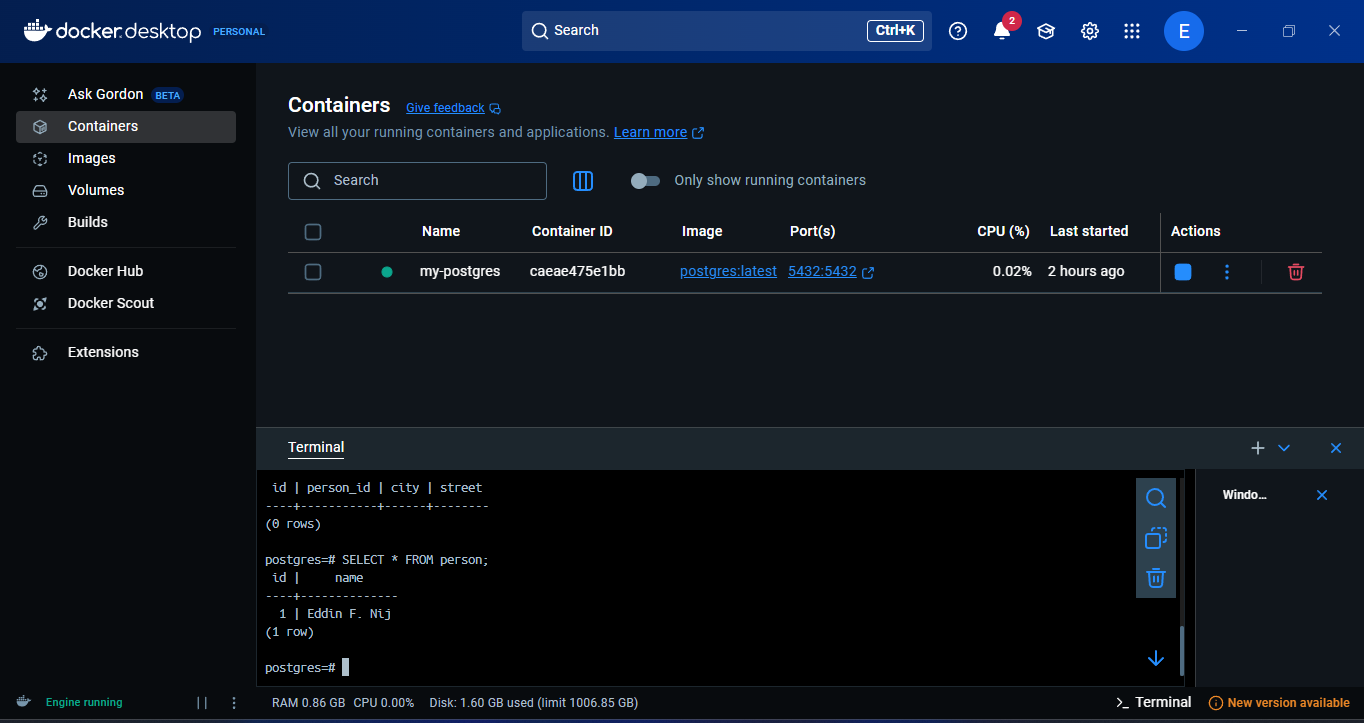 docker.desktop PERSONAL
Search Ctrl+K
2
E
Ask Gordon BETA
Containers
Images
Volumes
Builds
Docker Hub
Docker Scout
Extensions
Containers Give feedback
View all your running containers and applications. Learn more
Search Only show running containers
Name Container ID Image Port(s) CPU (%) Last started Actions
my-postgres caeae475e1bb postgres:latest 5432:5432 0.02% 2 hours ago
Terminal
id | person_id | city | street
----+-----------+------+--------
(0 rows)
postgres=# SELECT * FROM person;
id | name
----+--------------
1 | Eddin F. Nij
(1 row)
postgres=#
Windo...
Engine running
RAM 0.86 GB CPU 0.00% Disk: 1.60 GB used (limit 1006.85 GB)
>_ Terminal
New version available